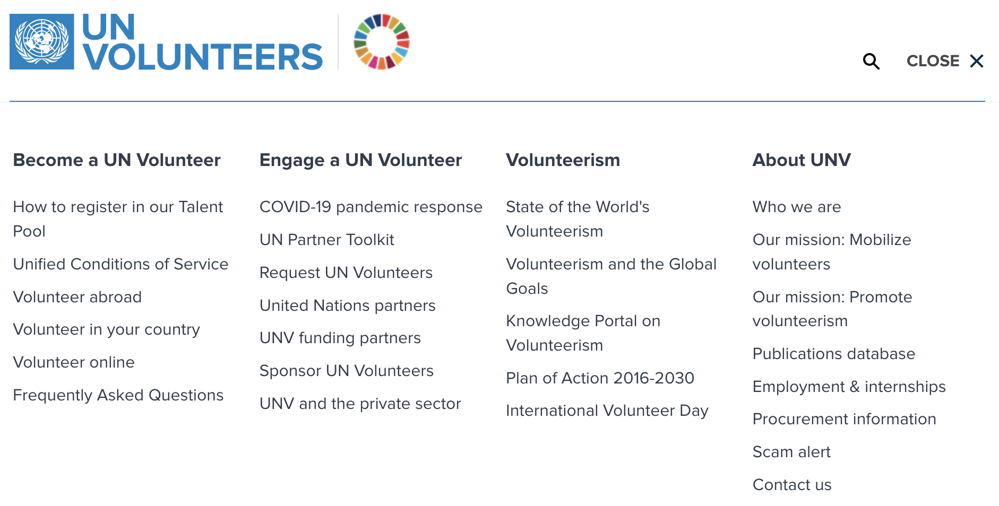 UN
VOLUNTEERS
CLOSE
Become a UN Volunteer
How to register in our Talent
Pool
Unified Conditions of Service
Volunteer abroad
Volunteer in your country
Volunteer online
Frequently Asked Questions
Engage a UN Volunteer
COVID-19 pandemic response
UN Partner Toolkit
Request UN Volunteers
United Nations partners
UNV funding partners
Sponsor UN Volunteers
UNV and the private sector
Volunteerism
State of the World's
Volunteerism
Volunteerism and the Global
Goals
Knowledge Portal on
Volunteerism
Plan of Action 2016-2030
International Volunteer Day
About UNV
Who we are
Our mission: Mobilize
volunteers
Our mission: Promote
volunteerism
Publications database
Employment & internships
Procurement information
Scam alert
Contact us